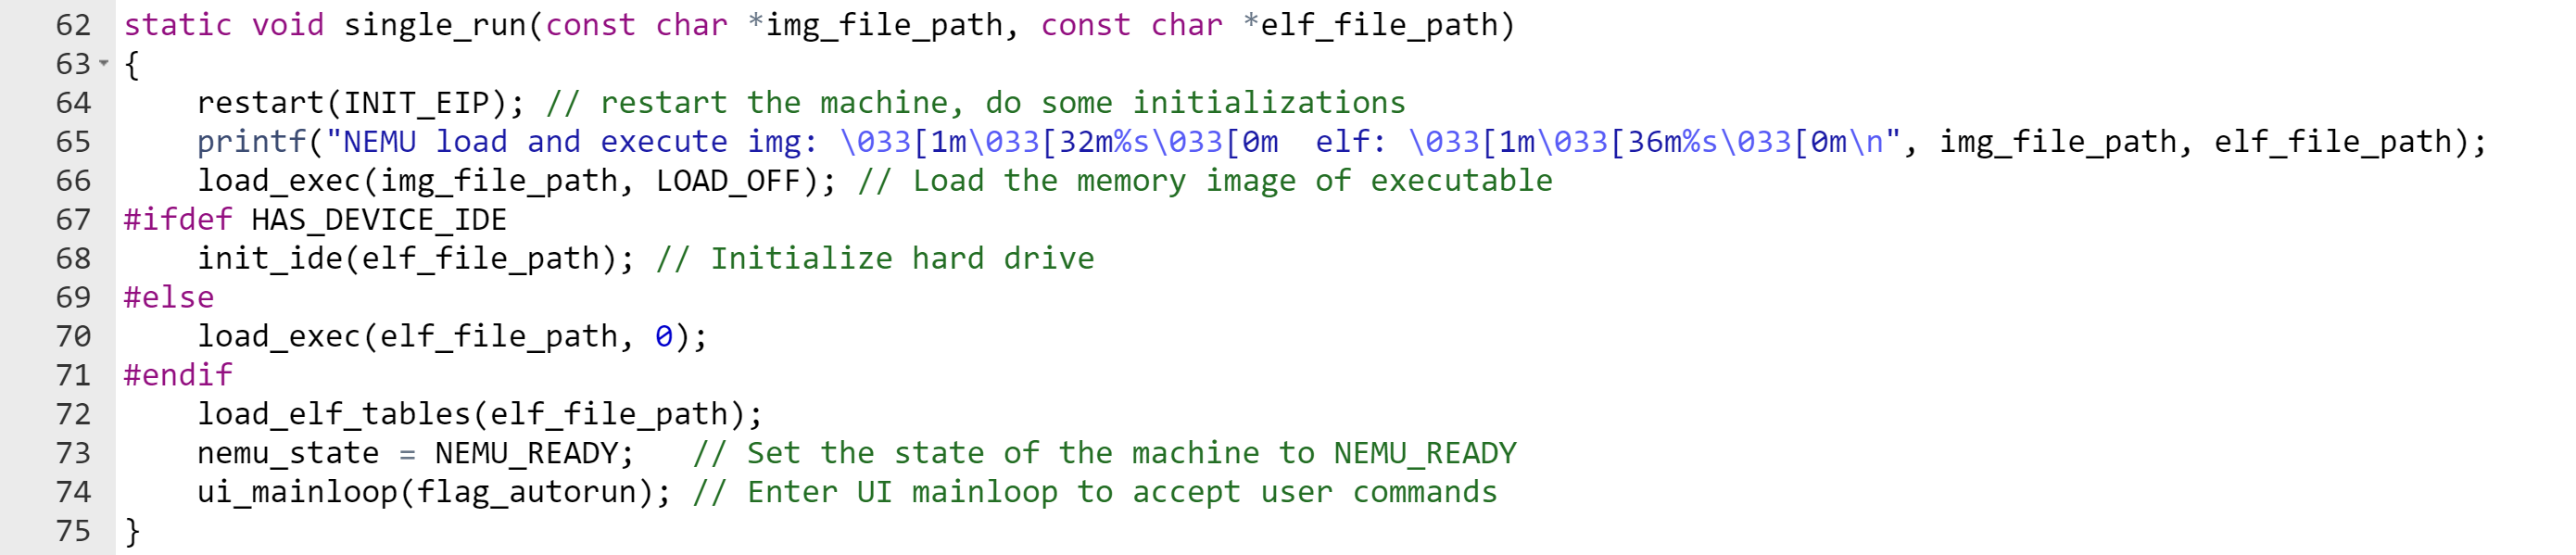 62 static void single_run(const char *img_file_path, const char *elf_file_path)
63 {
64     restart(INIT_EIP); // restart the machine, do some initializations
65     printf("NEMU load and execute img: \033[1m\033[32m%s\033[0m  elf: \033[1m\033[36m%s\033[0m\n", img_file_path, elf_file_path);
66     load_exec(img_file_path, LOAD_OFF); // Load the memory image of executable
67 #ifdef HAS_DEVICE_IDE
68     init_ide(elf_file_path); // Initialize hard drive
69 #else
70     load_exec(elf_file_path, 0);
71 #endif
72     load_elf_tables(elf_file_path);
73     nemu_state = NEMU_READY;   // Set the state of the machine to NEMU_READY
74     ui_mainloop(flag_autorun); // Enter UI mainloop to accept user commands
75 }